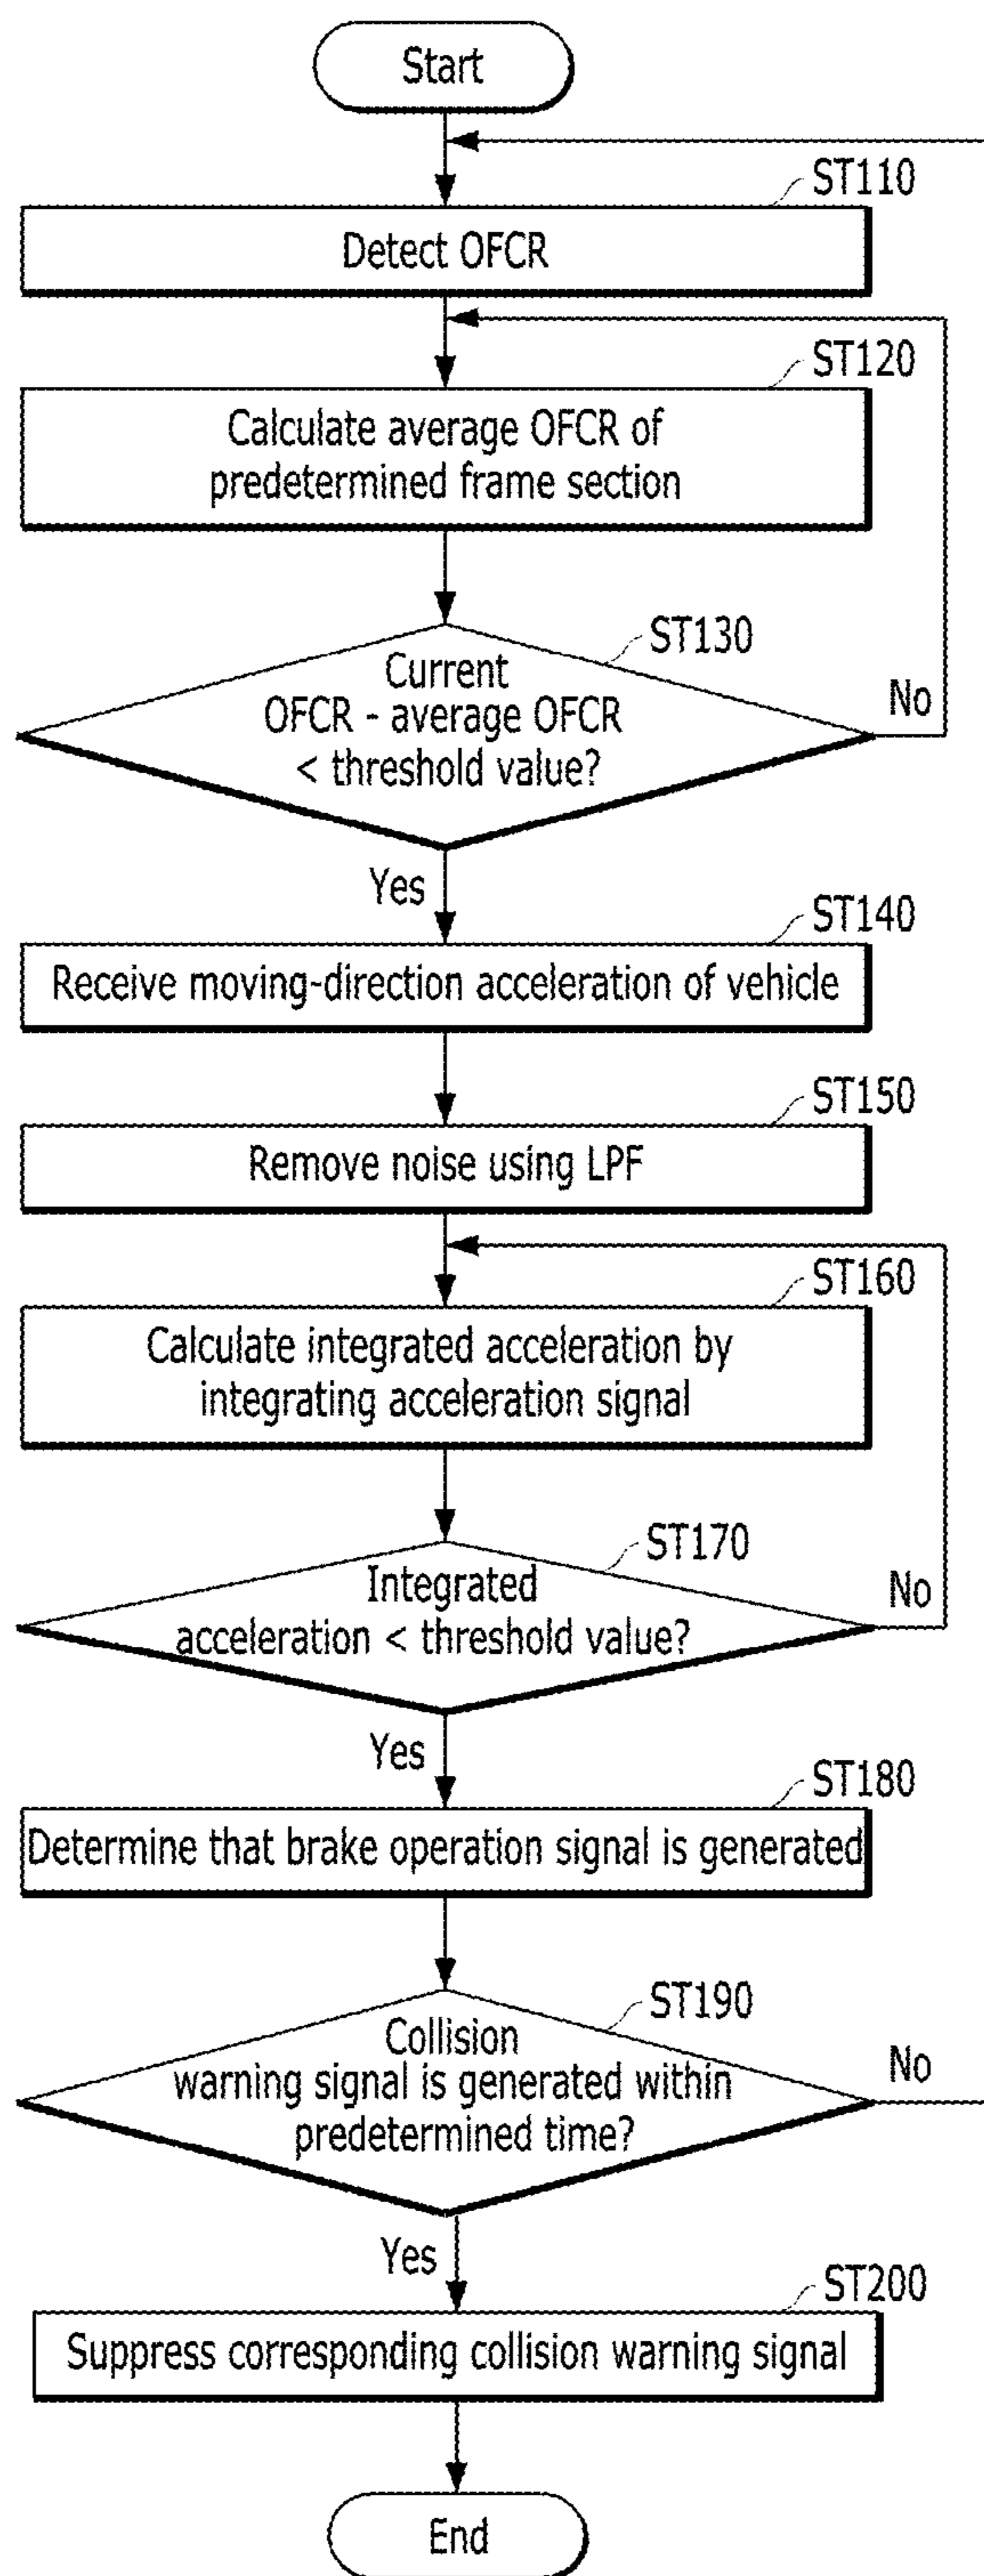 Start
ST110
Detect OFCR
ST120
Calculate average OFCR of
predetermined frame section
ST130
Current
OFCR - average OFCR
< threshold value?
No
Yes
ST140
Receive moving-direction acceleration of vehicle
ST150
Remove noise using LPF
ST160
Calculate integrated acceleration by
integrating acceleration signal
ST170
Integrated
acceleration < threshold value?
No
Yes
ST180
Determine that brake operation signal is generated
ST190
Collision
warning signal is generated within
predetermined time?
No
Yes
ST200
Suppress corresponding collision warning signal
End